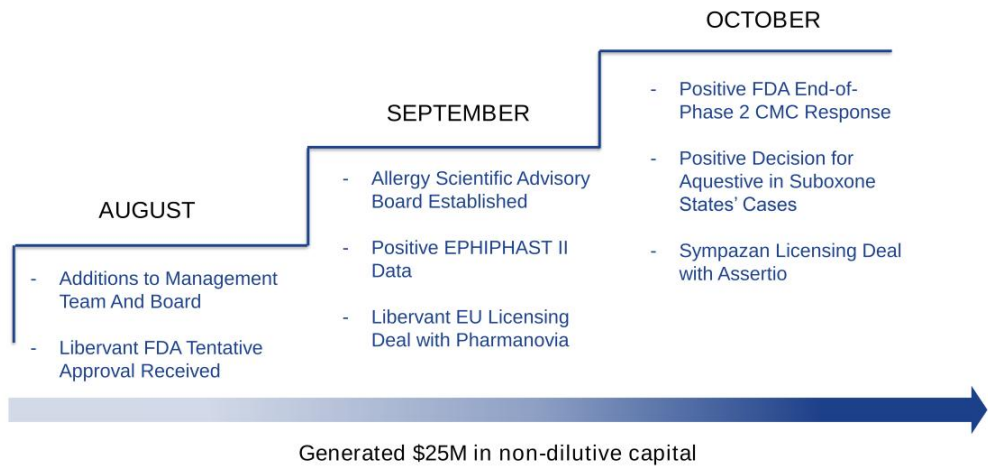 AUGUST
- Additions to Management
Team And Board
- Libervant FDA Tentative
Approval Received
SEPTEMBER
- Allergy Scientific Advisory
Board Established
- Positive EPHIPHAST II
Data
- Libervant EU Licensing
Deal with Pharmanovia
OCTOBER
- Positive FDA End-of-
Phase 2 CMC Response
- Positive Decision for
Aquestive in Suboxone
States’ Cases
- Sympazan Licensing Deal
with Assertio
Generated $25M in non-dilutive capital